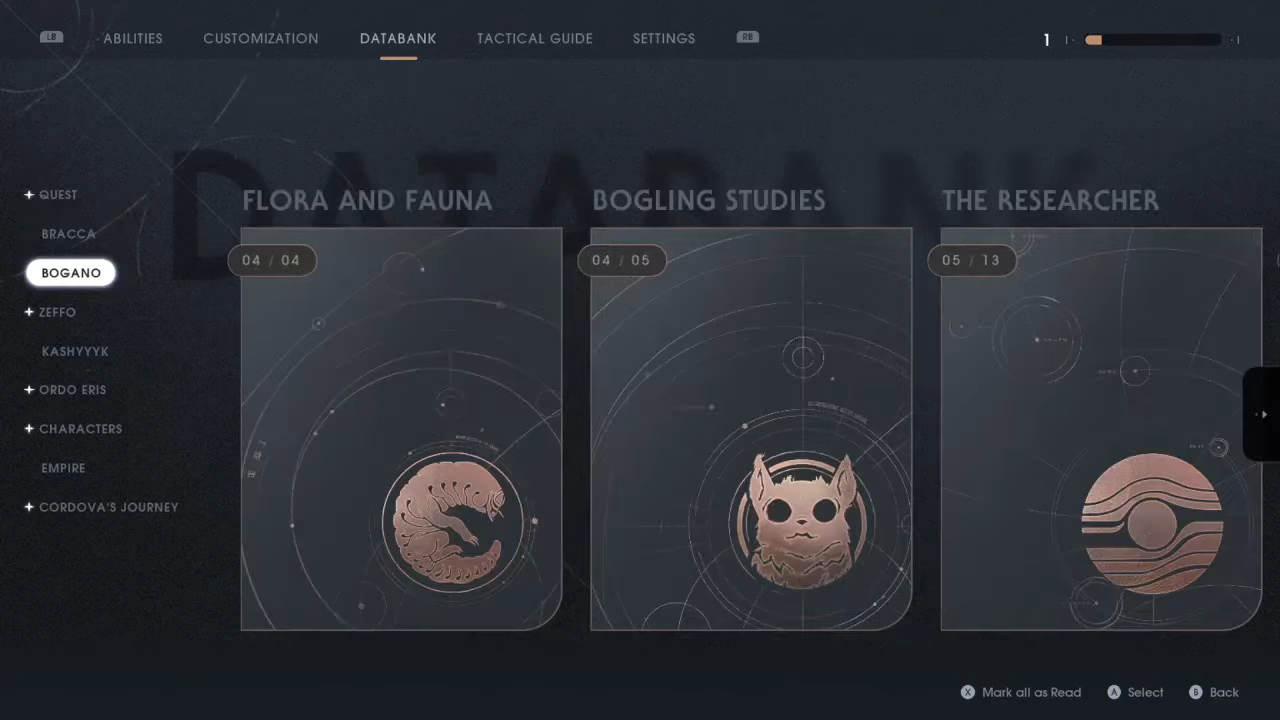 LB ABILITIES CUSTOMIZATION DATABANK TACTICAL GUIDE SETTINGS RB 1
DATABANK
QUEST
BRACCA
BOGANO
ZEFFO
KASHYYYK
ORDO ERIS
CHARACTERS
EMPIRE
CORDOVA'S JOURNEY
FLORA AND FAUNA
04 / 04
BOGLING STUDIES
04 / 05
THE RESEARCHER
05 / 13
X Mark all as Read A Select B Back